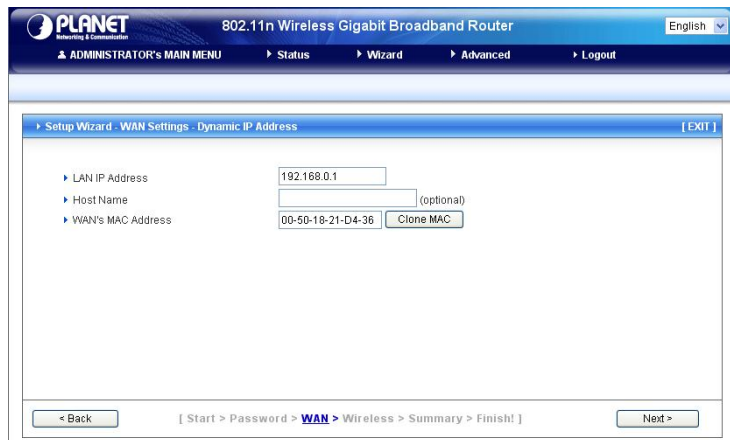 PLANET
Networking & Communication
802.11n Wireless Gigabit Broadband Router
English
ADMINISTRATOR's MAIN MENU
Status
Wizard
Advanced
Logout
Setup Wizard - WAN Settings - Dynamic IP Address
[ EXIT ]
LAN IP Address
192.168.0.1
Host Name
(optional)
WAN's MAC Address
00-50-18-21-D4-36
Clone MAC
< Back
[ Start > Password > WAN > Wireless > Summary > Finish! ]
Next >